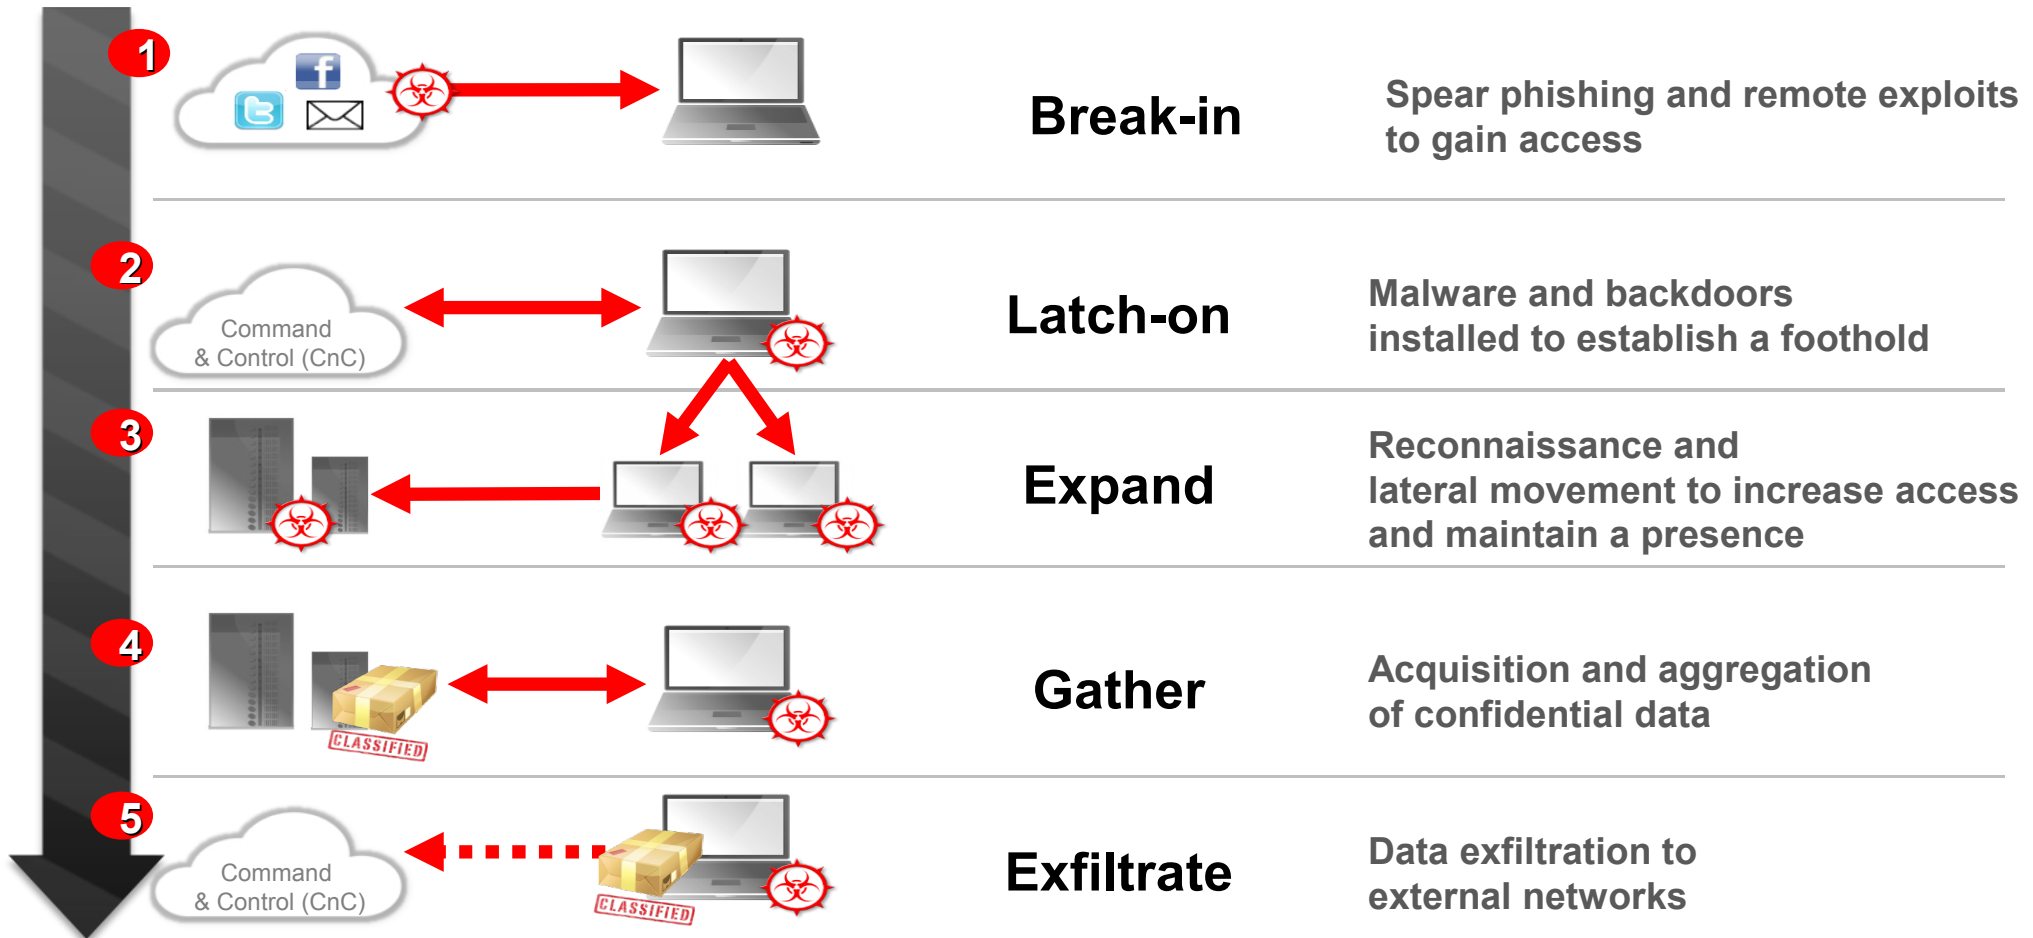 1
f
Break-in
Spear phishing and remote exploits
to gain access
2
Command
& Control (CnC)
Latch-on
Malware and backdoors
installed to establish a foothold
3
Expand
Reconnaissance and
lateral movement to increase access
and maintain a presence
4
CLASSIFIED
Gather
Acquisition and aggregation
of confidential data
5
Command
& Control (CnC)
CLASSIFIED
Exfiltrate
Data exfiltration to
external networks